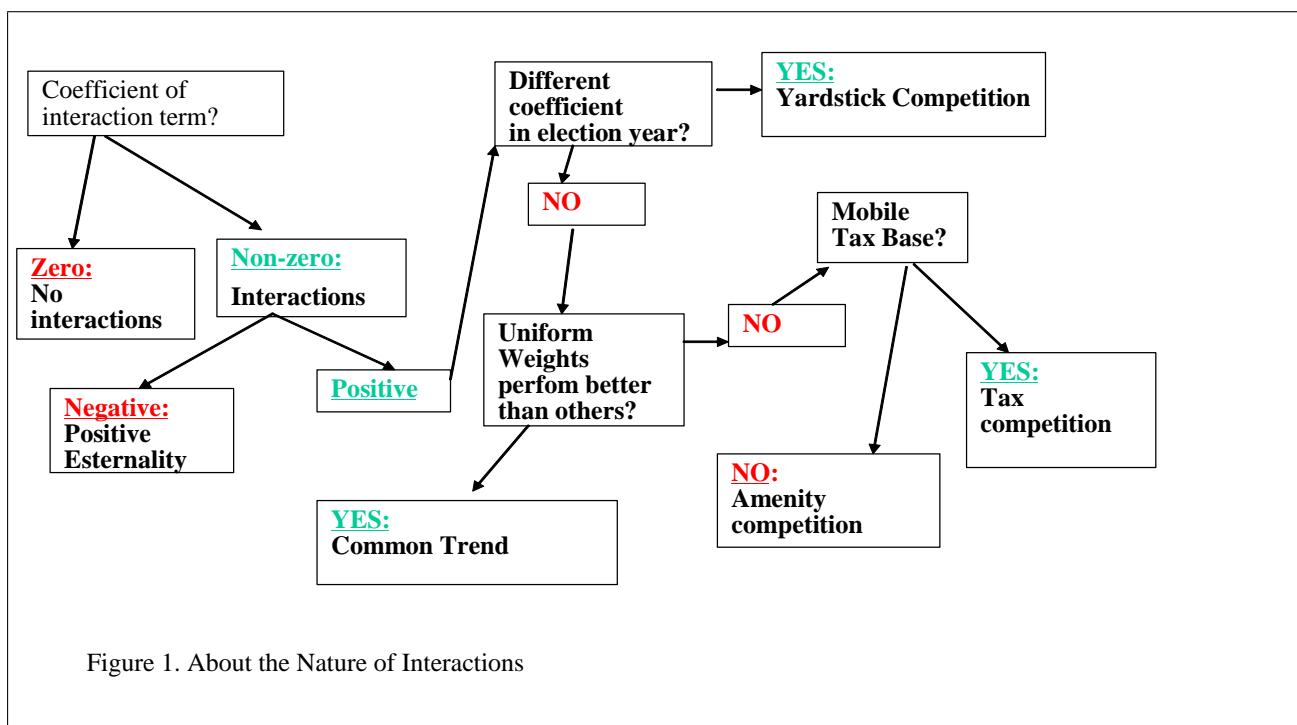 Coefficient of
interaction term?
Zero:
No
interactions
Non-zero:
Interactions
Negative:
Positive
Esternality
Positive
Different
coefficient
in election year?
YES:
Yardstick Competition
NO
Uniform
Weights
perfom better
than others?
YES:
Common Trend
NO
Mobile
Tax Base?
YES:
Tax
competition
NO:
Amenity
competition
Figure 1. About the Nature of Interactions